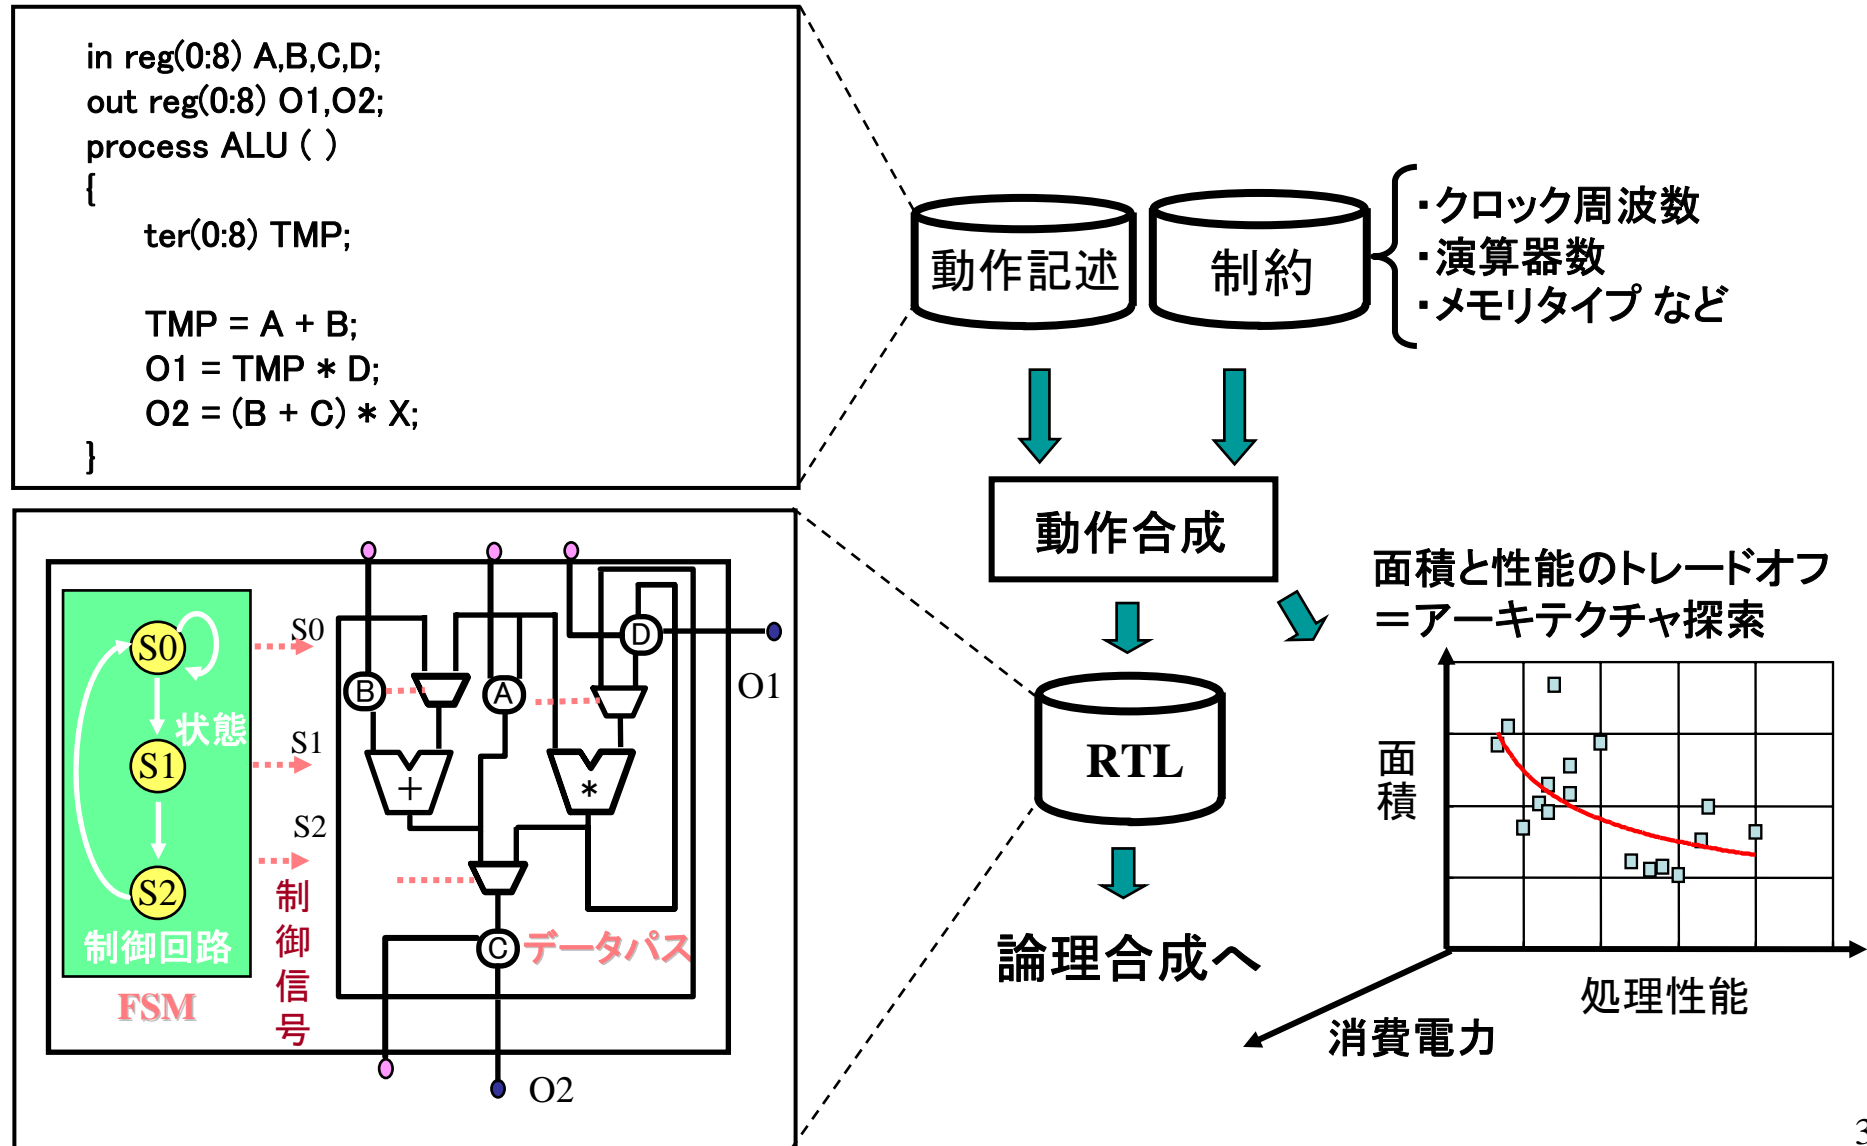 in reg(0:8) A,B,C,D;
out reg(0:8) O1,O2;
process ALU ( )
{
ter(0:8) TMP;
TMP = A + B;
O1 = TMP * D;
O2 = (B + C) * X;
}
動作記述
制約
・クロック周波数
・演算器数
・メモリタイプ など
動作合成
面積と性能のトレードオフ
＝アーキテクチャ探索
RTL
論理合成へ
面積
処理性能
消費電力
S0
状態
S1
S2
制御回路
FSM
S0
S1
S2
制御信号
B
A
D
+
*
C
データパス
O1
O2
3